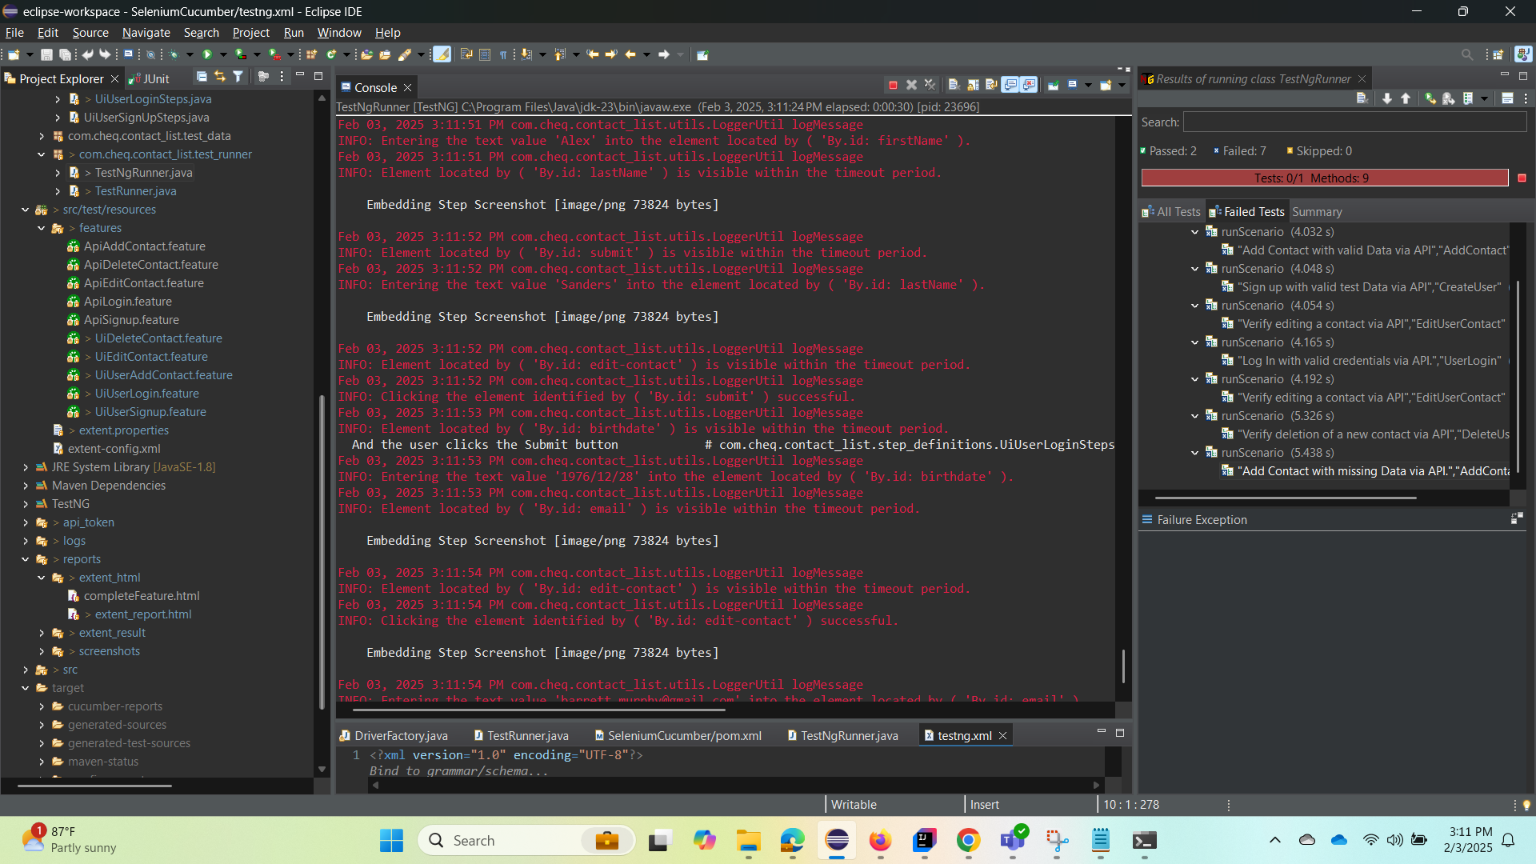 eclipse-workspace - SeleniumCucumber/testng.xml - Eclipse IDE
File Edit Source Navigate Search Project Run Window Help
Project Explorer
JUnit
> UiUserLoginSteps.java
UiUserSignUpSteps.java
com.cheq.contact_list.test_data
> com.cheq.contact_list.test_runner
> TestNgRunner.java
> TestRunner.java
> src/test/resources
> features
ApiAddContact.feature
ApiDeleteContact.feature
ApiEditContact.feature
ApiLogin.feature
ApiSignup.feature
> UiDeleteContact.feature
> UiEditContact.feature
> UiUserAddContact.feature
> UiUserLogin.feature
> UiUserSignup.feature
> extent.properties
extent-config.xml
JRE System Library [JavaSE-1.8]
Maven Dependencies
TestNG
> api_token
> logs
> reports
> extent_html
completeFeature.html
> extent_report.html
> extent_result
> screenshots
> src
target
cucumber-reports
generated-sources
generated-test-sources
maven-status
Console
TestNgRunner [TestNG] C:\Program Files\Java\jdk-23\bin\javaw.exe (Feb 3, 2025, 3:11:24 PM elapsed: 0:00:30) [pid: 23696]
Feb 03, 2025 3:11:51 PM com.cheq.contact_list.utils.LoggerUtil logMessage
INFO: Entering the text value 'Alex' into the element located by ( 'By.id: firstName' ).
Feb 03, 2025 3:11:51 PM com.cheq.contact_list.utils.LoggerUtil logMessage
INFO: Element located by ( 'By.id: lastName' ) is visible within the timeout period.
Embedding Step Screenshot [image/png 73824 bytes]
Feb 03, 2025 3:11:52 PM com.cheq.contact_list.utils.LoggerUtil logMessage
INFO: Element located by ( 'By.id: submit' ) is visible within the timeout period.
Feb 03, 2025 3:11:52 PM com.cheq.contact_list.utils.LoggerUtil logMessage
INFO: Entering the text value 'Sanders' into the element located by ( 'By.id: lastName' ).
Embedding Step Screenshot [image/png 73824 bytes]
Feb 03, 2025 3:11:52 PM com.cheq.contact_list.utils.LoggerUtil logMessage
INFO: Element located by ( 'By.id: edit-contact' ) is visible within the timeout period.
Feb 03, 2025 3:11:52 PM com.cheq.contact_list.utils.LoggerUtil logMessage
INFO: Clicking the element identified by ( 'By.id: submit' ) successful.
Feb 03, 2025 3:11:53 PM com.cheq.contact_list.utils.LoggerUtil logMessage
INFO: Element located by ( 'By.id: birthdate' ) is visible within the timeout period.
And the user clicks the Submit button # com.cheq.contact_list.step_definitions.UiUserLoginSteps
Feb 03, 2025 3:11:53 PM com.cheq.contact_list.utils.LoggerUtil logMessage
INFO: Entering the text value '1976/12/28' into the element located by ( 'By.id: birthdate' ).
Feb 03, 2025 3:11:53 PM com.cheq.contact_list.utils.LoggerUtil logMessage
INFO: Element located by ( 'By.id: email' ) is visible within the timeout period.
Embedding Step Screenshot [image/png 73824 bytes]
Feb 03, 2025 3:11:54 PM com.cheq.contact_list.utils.LoggerUtil logMessage
INFO: Element located by ( 'By.id: edit-contact' ) is visible within the timeout period.
Feb 03, 2025 3:11:54 PM com.cheq.contact_list.utils.LoggerUtil logMessage
INFO: Clicking the element identified by ( 'By.id: edit-contact' ) successful.
Embedding Step Screenshot [image/png 73824 bytes]
Feb 03, 2025 3:11:54 PM com.cheq.contact_list.utils.LoggerUtil logMessage
INFO: Entering the text value 'barrett.murphy@gmail.com' into the element located by ( 'By.id: email' )
DriverFactory.java
TestRunner.java
SeleniumCucumber/pom.xml
TestNgRunner.java
testng.xml
1 <?xml version="1.0" encoding="UTF-8"?>
Bind to grammar/schema...
Results of running class TestNgRunner
Search:
Passed: 2 Failed: 7 Skipped: 0
Tests: 0/1 Methods: 9
All Tests Failed Tests Summary
runScenario (4.032 s)
"Add Contact with valid Data via API","AddContact"
runScenario (4.048 s)
"Sign up with valid test Data via API","CreateUser"
runScenario (4.054 s)
"Verify editing a contact via API","EditUserContact"
runScenario (4.165 s)
"Log In with valid credentials via API.","UserLogin"
runScenario (4.192 s)
"Verify editing a contact via API","EditUserContact"
runScenario (5.326 s)
"Verify deletion of a new contact via API","DeleteUs
runScenario (5.438 s)
"Add Contact with missing Data via API.","AddConta
Failure Exception
Writable Insert 10 : 1 : 278
1
87°F
Partly sunny
Search
3:11 PM
2/3/2025